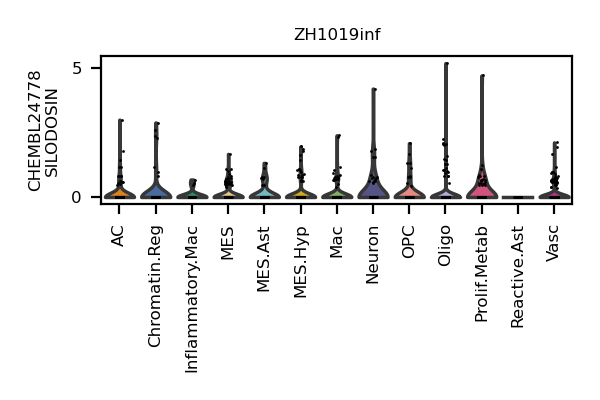 ZH1019inf
CHEMBL24778
SILODOSIN
5
0
AC
Chromatin.Reg
Inflammatory.Mac
MES
MES.Ast
MES.Hyp
Mac
Neuron
OPC
Oligo
Prolif.Metab
Reactive.Ast
Vasc